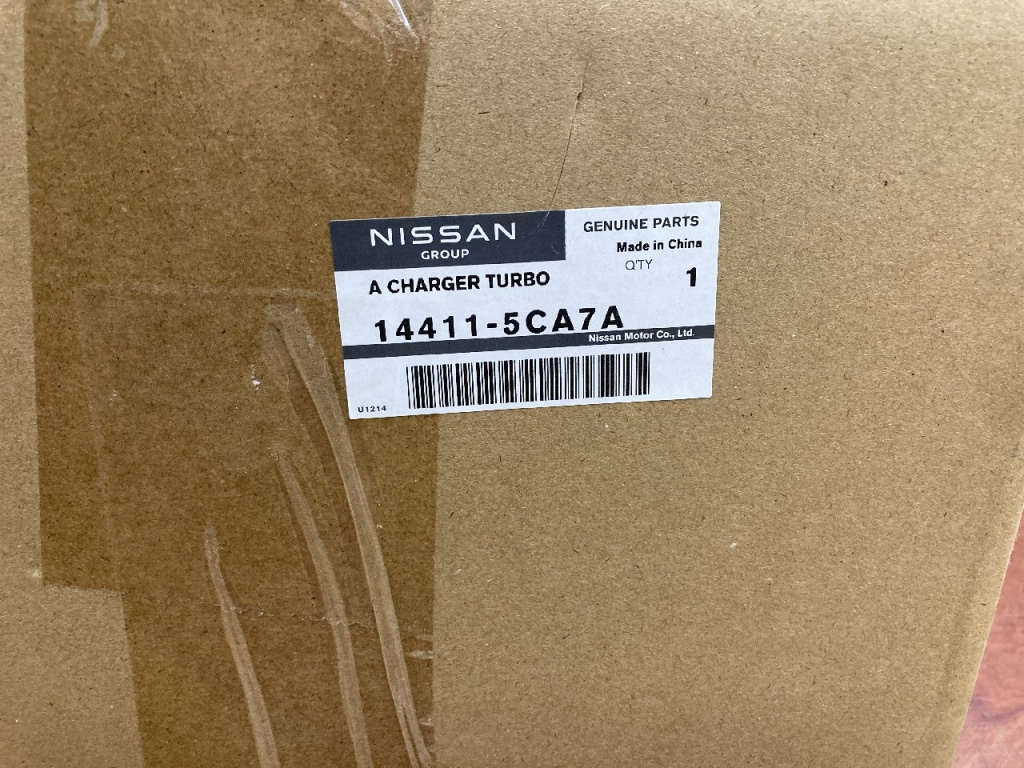 NISSAN
GROUP
GENUINE PARTS
Made in China
Q'TY
1
A CHARGER TURBO
14411-5CA7A
Nissan Motor Co., Ltd.
U1214